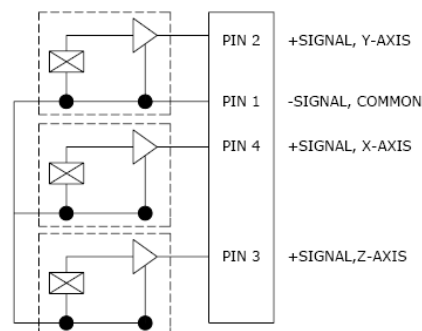 PIN 2 +SIGNAL, Y-AXIS
PIN 1 -SIGNAL, COMMON
PIN 4 +SIGNAL, X-AXIS
PIN 3 +SIGNAL,Z-AXIS